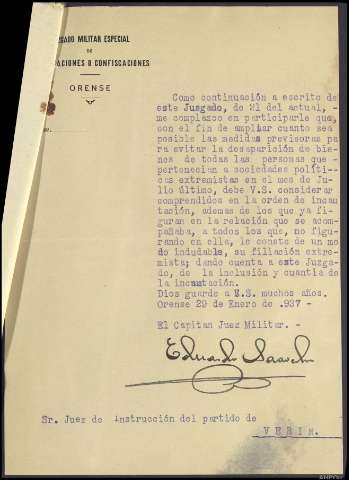 SGADO MILITAR ESPECIAL
DE
ACIONES O CONFISCACIONES
ORENSE
Como continuación a escrito de
este Juzgado, de 21 del actual, -
me complazco en participarle que,
con el fin de ampliar cuanto sea
posicle las medidas previsoras pa
ra evitar la desaparición de bie-
nes de todas las personas que -
pertenecían a sociedades políti-
cas extremistas en el mes de Ju-
lio último, debe V.S. considerar
comprendidos en la orden de incau
tación, además de los que ya fi-
guran en la relación que se acom-
pañaba, a todos los que, no figu-
rando en ella, le conste de un mo
do indudable, su filiación extre-
mista; dando cuenta a este Juzga-
do, de la inclusión y cuantía de
la incautación.
Dios guarde a V.S. muchos años.
Orense 29 de Enero de .937 -
El Capitan Juez Militar. -
Eduardo
Sr. Juez de instrucción del partido de
VERIN.